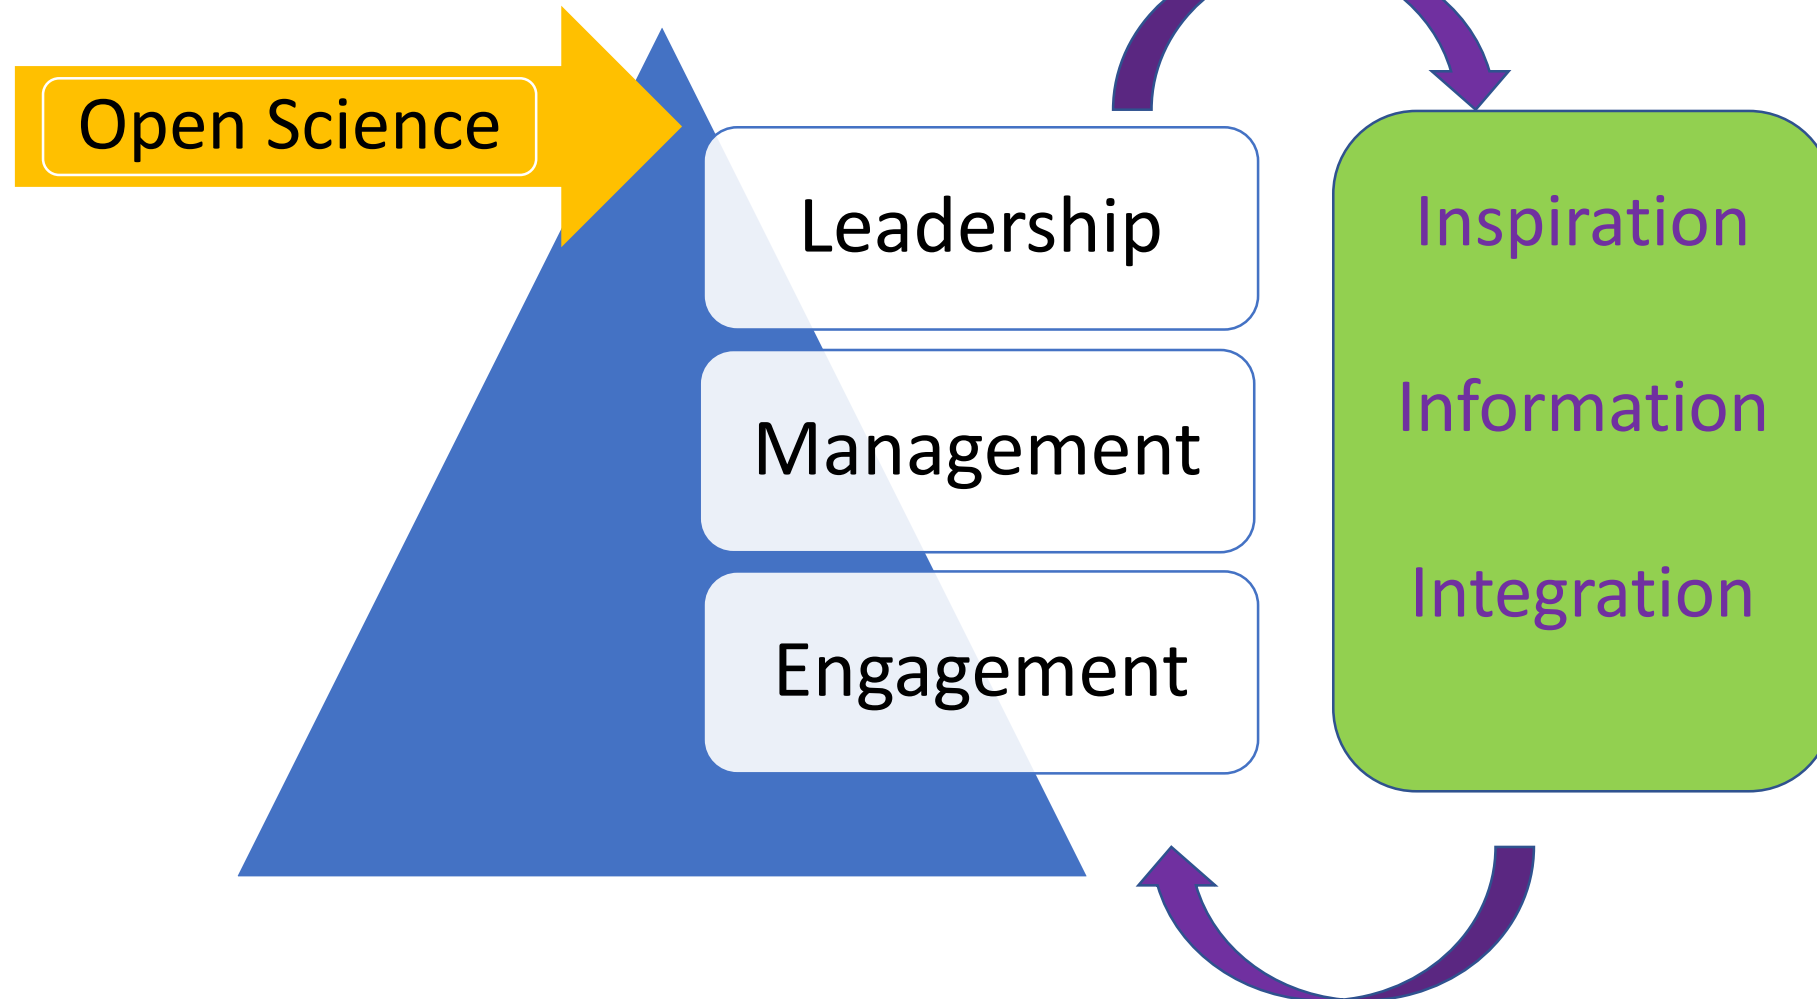 Open Science
Leadership
Management
Engagement
Inspiration
Information
Integration